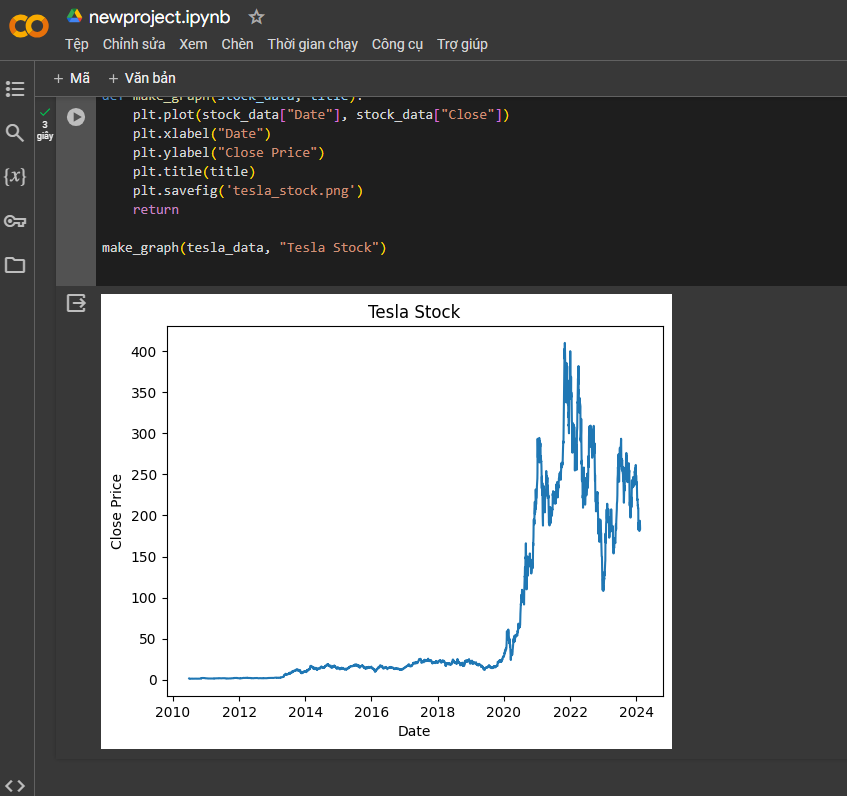 newproject.ipynb
Tệp Chỉnh sửa Xem Chèn Thời gian chạy Công cụ Trợ giúp
+ Mã + Văn bản
3
giây
def make_graph(stock_data, title):
plt.plot(stock_data["Date"], stock_data["Close"])
plt.xlabel("Date")
plt.ylabel("Close Price")
plt.title(title)
plt.savefig('tesla_stock.png')
return
make_graph(tesla_data, "Tesla Stock")
{x}
Tesla Stock
400
350
300
250
200
150
100
50
0
Close Price
2010 2012 2014 2016 2018 2020 2022 2024
Date